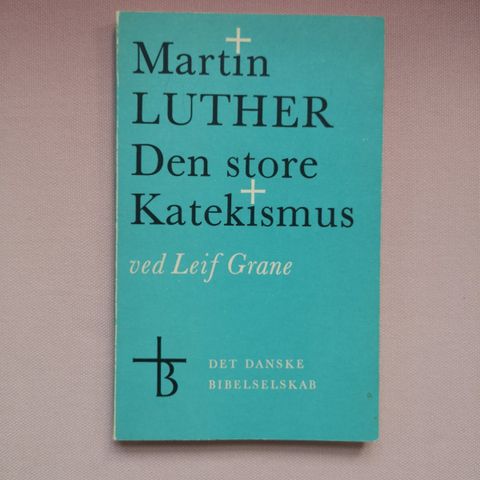 Martin
LUTHER
Den store
Katekismus
ved Leif Grane
B
DET DANSKE
BIBELSELSKAB